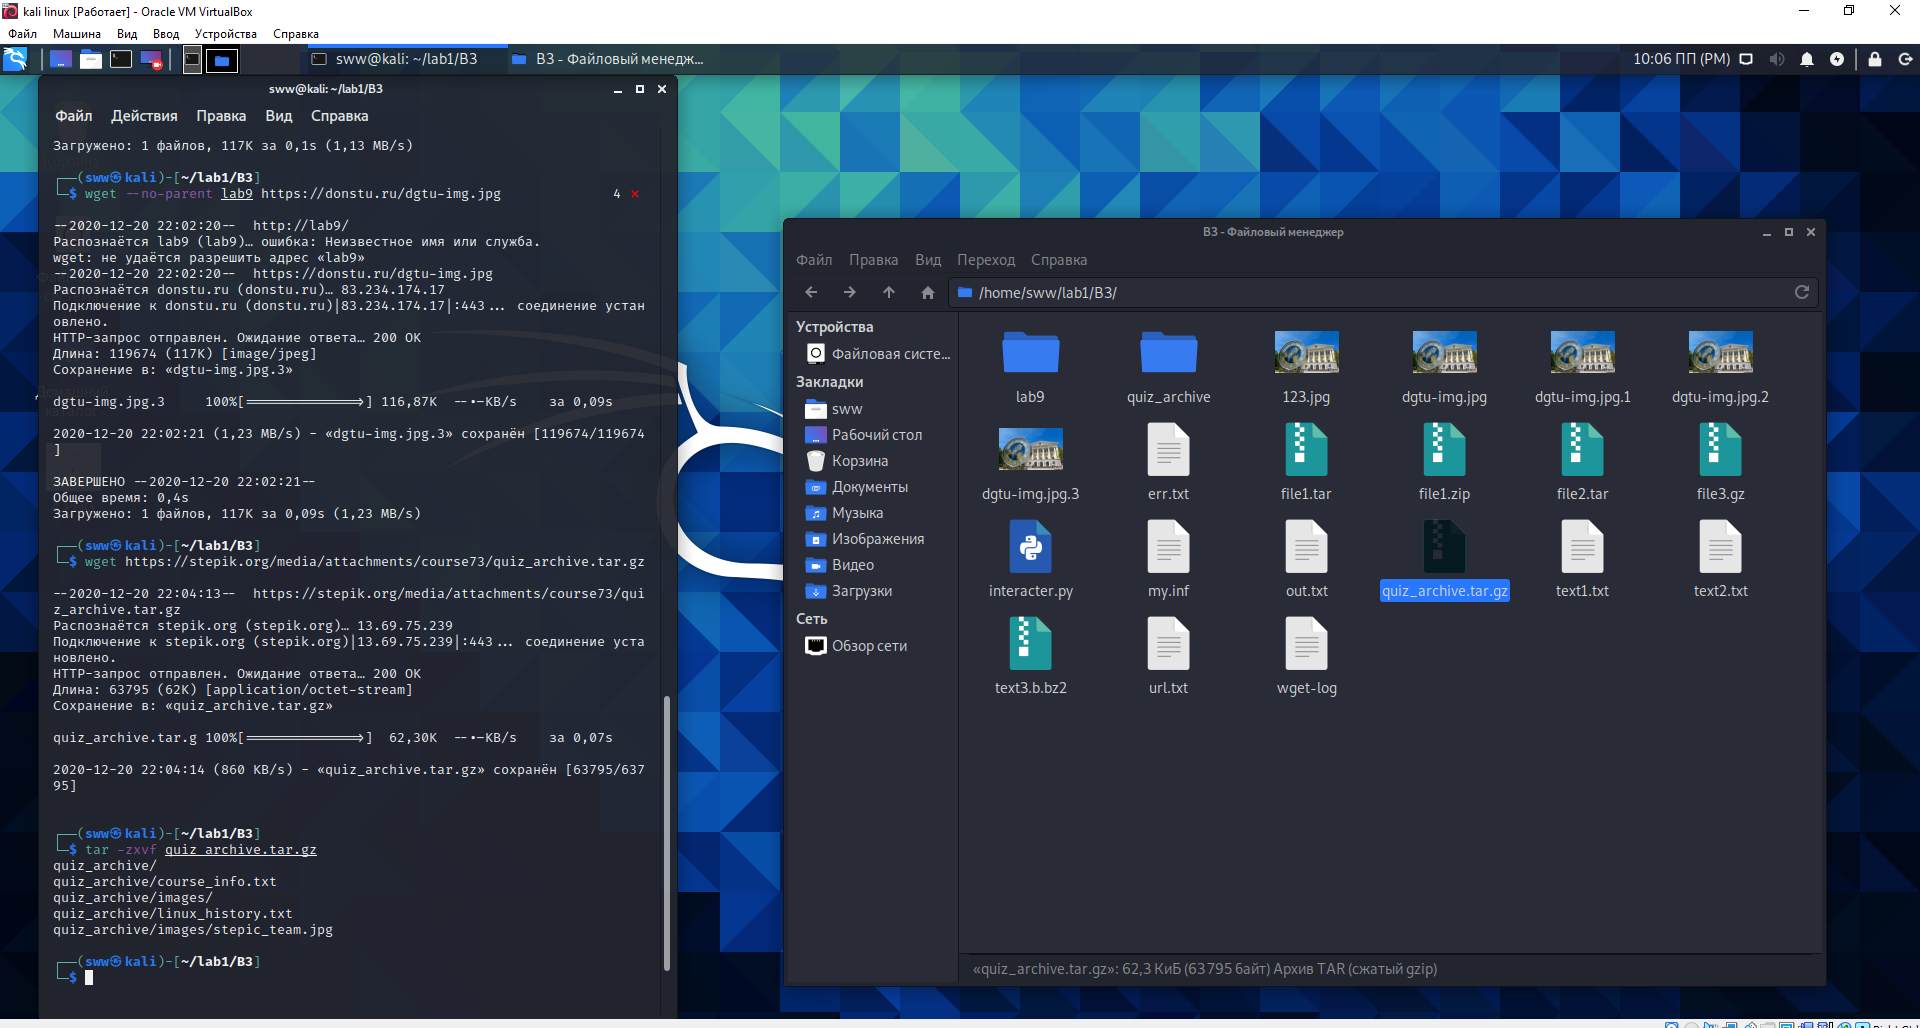 kali linux [Работает] - Oracle VM VirtualBox
Файл Машина Вид Ввод Устройства Справка
sww@kali: ~/lab1/B3
B3 - Файловый менедж...
10:06 ПП (PM)
sww@kali: ~/lab1/B3
Файл Действия Правка Вид Справка
Загружено: 1 файлов, 117K за 0,1s (1,13 MB/s)
┌──(sww㉿kali)-[~/lab1/B3]
└─$ wget --no-parent lab9 https://donstu.ru/dgtu-img.jpg 4 ⨯
--2020-12-20 22:02:20-- http://lab9/
Распознаётся lab9 (lab9)… ошибка: Неизвестное имя или служба.
wget: не удаётся разрешить адрес «lab9»
--2020-12-20 22:02:20-- https://donstu.ru/dgtu-img.jpg
Распознаётся donstu.ru (donstu.ru)… 83.234.174.17
Подключение к donstu.ru (donstu.ru)|83.234.174.17|:443... соединение устан
овлено.
HTTP-запрос отправлен. Ожидание ответа… 200 OK
Длина: 119674 (117K) [image/jpeg]
Сохранение в: «dgtu-img.jpg.3»
dgtu-img.jpg.3 100%[==============>] 116,87K --.-KB/s за 0,09s
2020-12-20 22:02:21 (1,23 MB/s) - «dgtu-img.jpg.3» сохранён [119674/119674
]
ЗАВЕРШЕНО --2020-12-20 22:02:21--
Общее время: 0,4s
Загружено: 1 файлов, 117K за 0,09s (1,23 MB/s)
┌──(sww㉿kali)-[~/lab1/B3]
└─$ wget https://stepik.org/media/attachments/course73/quiz_archive.tar.gz
--2020-12-20 22:04:13-- https://stepik.org/media/attachments/course73/qui
z_archive.tar.gz
Распознаётся stepik.org (stepik.org)… 13.69.75.239
Подключение к stepik.org (stepik.org)|13.69.75.239|:443... соединение уста
новлено.
HTTP-запрос отправлен. Ожидание ответа… 200 OK
Длина: 63795 (62K) [application/octet-stream]
Сохранение в: «quiz_archive.tar.gz»
quiz_archive.tar.g 100%[==============>] 62,30K --.-KB/s за 0,07s
2020-12-20 22:04:14 (860 KB/s) - «quiz_archive.tar.gz» сохранён [63795/637
95]
┌──(sww㉿kali)-[~/lab1/B3]
└─$ tar -zxvf quiz_archive.tar.gz
quiz_archive/
quiz_archive/course_info.txt
quiz_archive/images/
quiz_archive/linux_history.txt
quiz_archive/images/stepic_team.jpg
┌──(sww㉿kali)-[~/lab1/B3]
└─$
B3 - Файловый менеджер
Файл Правка Вид Переход Справка
/home/sww/lab1/B3/
Устройства
Файловая систе...
Закладки
sww
Рабочий стол
Корзина
Документы
Музыка
Изображения
Видео
Загрузки
Сеть
Обзор сети
lab9 quiz_archive 123.jpg dgtu-img.jpg dgtu-img.jpg.1 dgtu-img.jpg.2
dgtu-img.jpg.3 err.txt file1.tar file1.zip file2.tar file3.gz
interacter.py my.inf out.txt quiz_archive.tar.gz text1.txt text2.txt
text3.b.bz2 url.txt wget-log
«quiz_archive.tar.gz»: 62,3 КиБ (63 795 байт) Архив TAR (сжатый gzip)